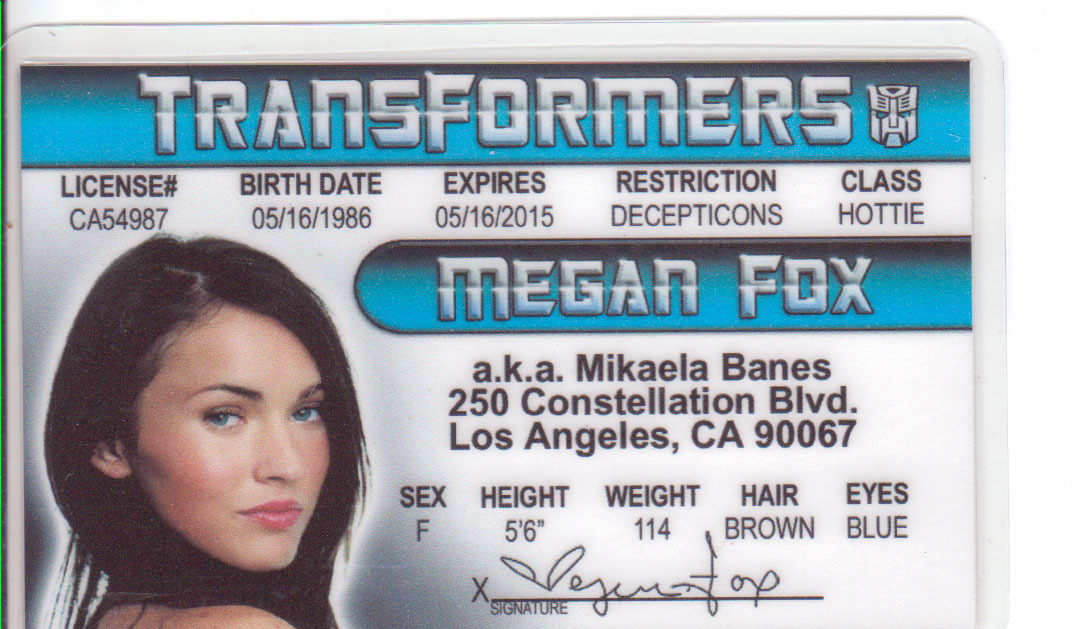 TRANSFORMERS
LICENSE# BIRTH DATE EXPIRES RESTRICTION CLASS
CA54987 05/16/1986 05/16/2015 DECEPTICONS HOTTIE
MEGAN FOX
a.k.a. Mikaela Banes
250 Constellation Blvd.
Los Angeles, CA 90067
SEX HEIGHT WEIGHT HAIR EYES
F 5'6" 114 BROWN BLUE
X Megan Fox
SIGNATURE